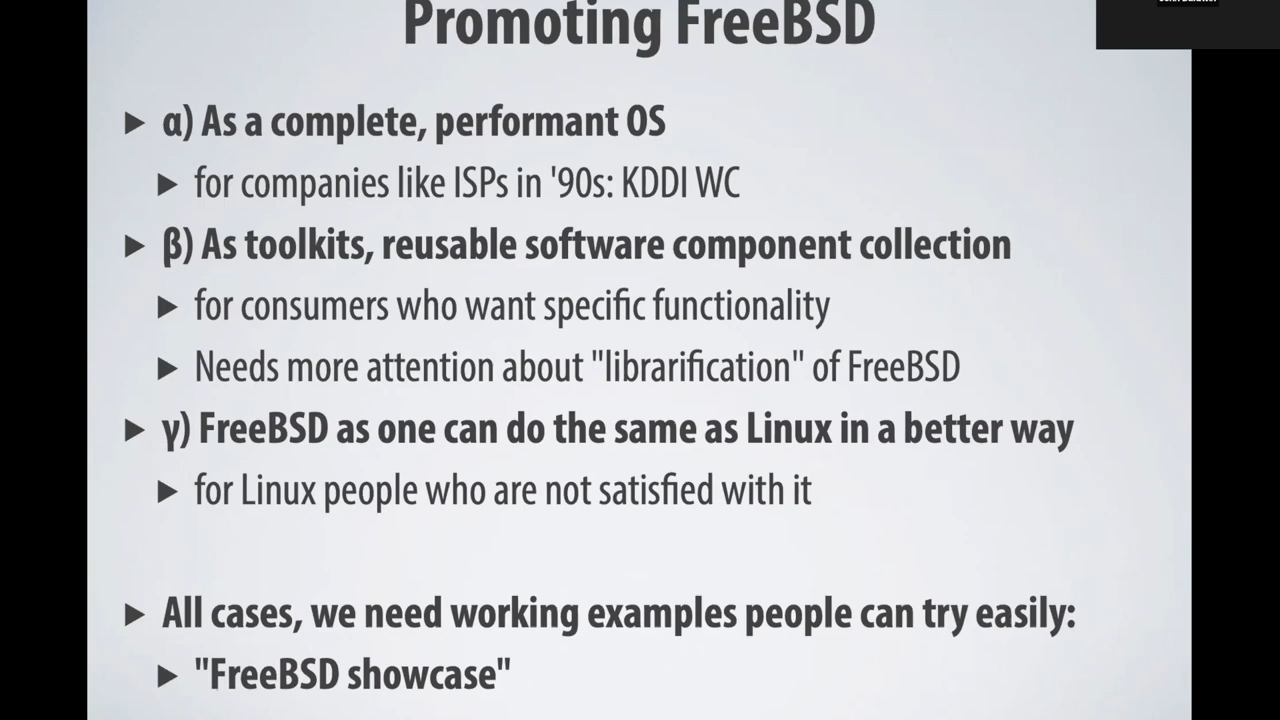 Promoting FreeBSD
▶ α) As a complete, performant OS
▶ for companies like ISPs in '90s: KDDI WC
▶ β) As toolkits, reusable software component collection
▶ for consumers who want specific functionality
▶ Needs more attention about "librarification" of FreeBSD
▶ γ) FreeBSD as one can do the same as Linux in a better way
▶ for Linux people who are not satisfied with it
▶ All cases, we need working examples people can try easily:
▶ "FreeBSD showcase"